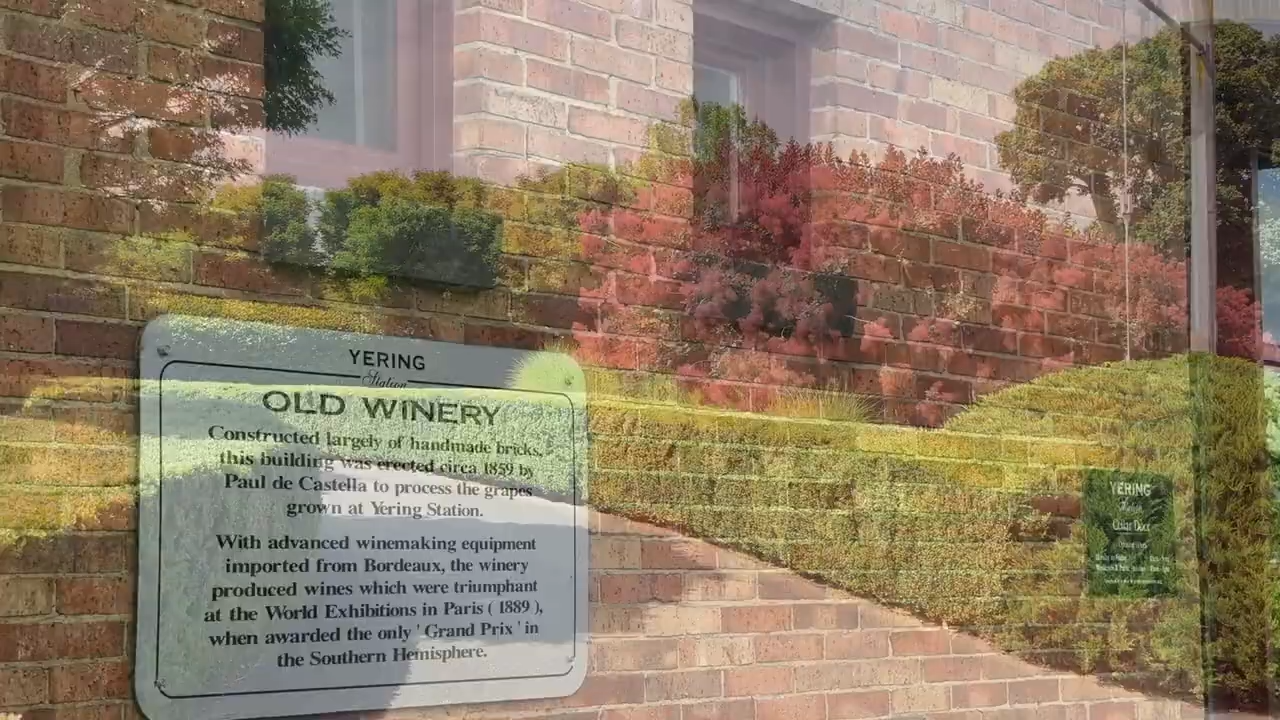 YERING
Station
OLD WINERY
Constructed largely of handmade bricks,
this building was erected circa 1859 by
Paul de Castella to process the grapes
grown at Yering Station.
With advanced winemaking equipment
imported from Bordeaux, the winery
produced wines which were triumphant
at the World Exhibitions in Paris ( 1889 ),
when awarded the only ' Grand Prix ' in
the Southern Hemisphere.
YERING
Station
Cellar Door